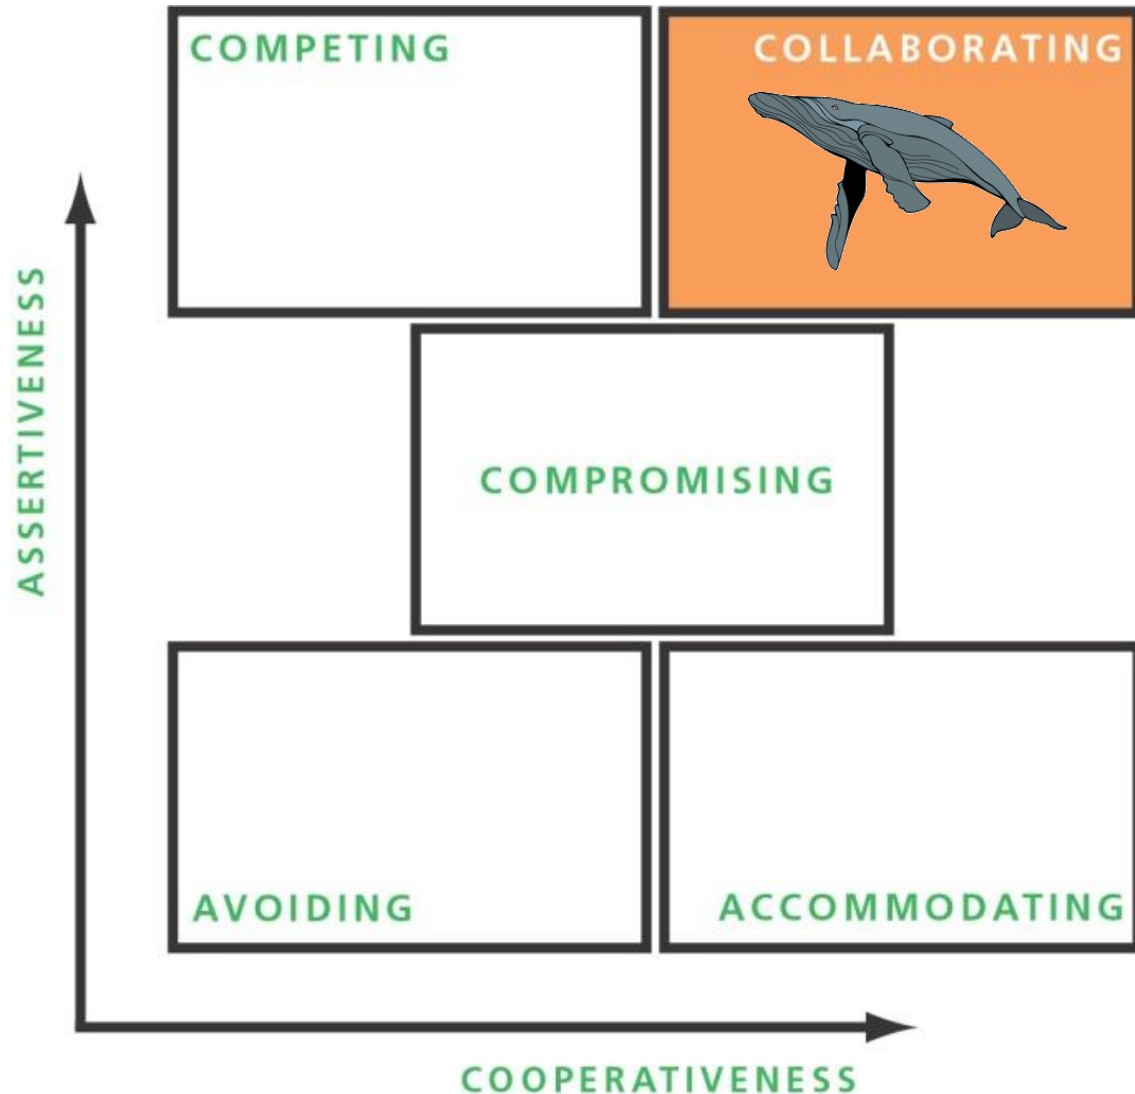 COMPETING
COLLABORATING
ASSERTIVENESS
COMPROMISING
AVOIDING
ACCOMMODATING
COOPERATIVENESS